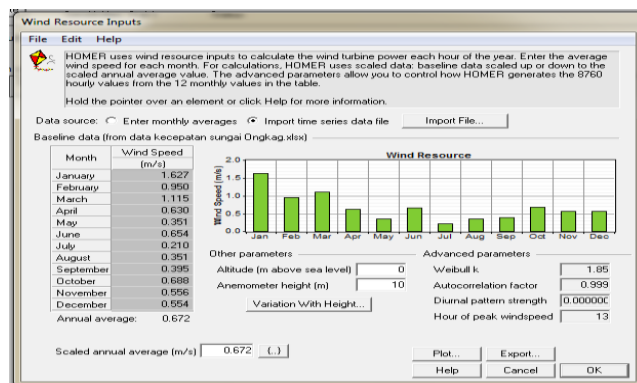 Wind Resource Inputs
File Edit Help
HOMER uses wind resource inputs to calculate the wind turbine power each hour of the year. Enter the average
wind speed for each month. For calculations, HOMER uses scaled data: baseline data scaled up or down to the
scaled annual average value. The advanced parameters allow you to control how HOMER generates the 8760
hourly values from the 12 monthly values in the table.
Hold the pointer over an element or click Help for more information.
Data source: Enter monthly averages Import time series data file Import File...
Baseline data (from data kecepatan sungai Ongkag.xlsx)
Month Wind Speed
(m/s)
January 1.627
February 0.950
March 1.115
April 0.630
May 0.351
June 0.654
July 0.210
August 0.351
September 0.395
October 0.688
November 0.556
December 0.554
Annual average: 0.672
Wind Resource
Wind Speed (m/s)
2.0
1.5
1.0
0.5
0.0
Jan Feb Mar Apr May Jun Jul Aug Sep Oct Nov Dec
Other parameters
Altitude (m above sea level) 0
Anemometer height (m) 10
Variation With Height...
Advanced parameters
Weibull k 1.85
Autocorrelation factor 0.999
Diurnal pattern strength 0.00000
Hour of peak windspeed 13
Scaled annual average (m/s) 0.672 {..}
Plot... Export...
Help Cancel OK